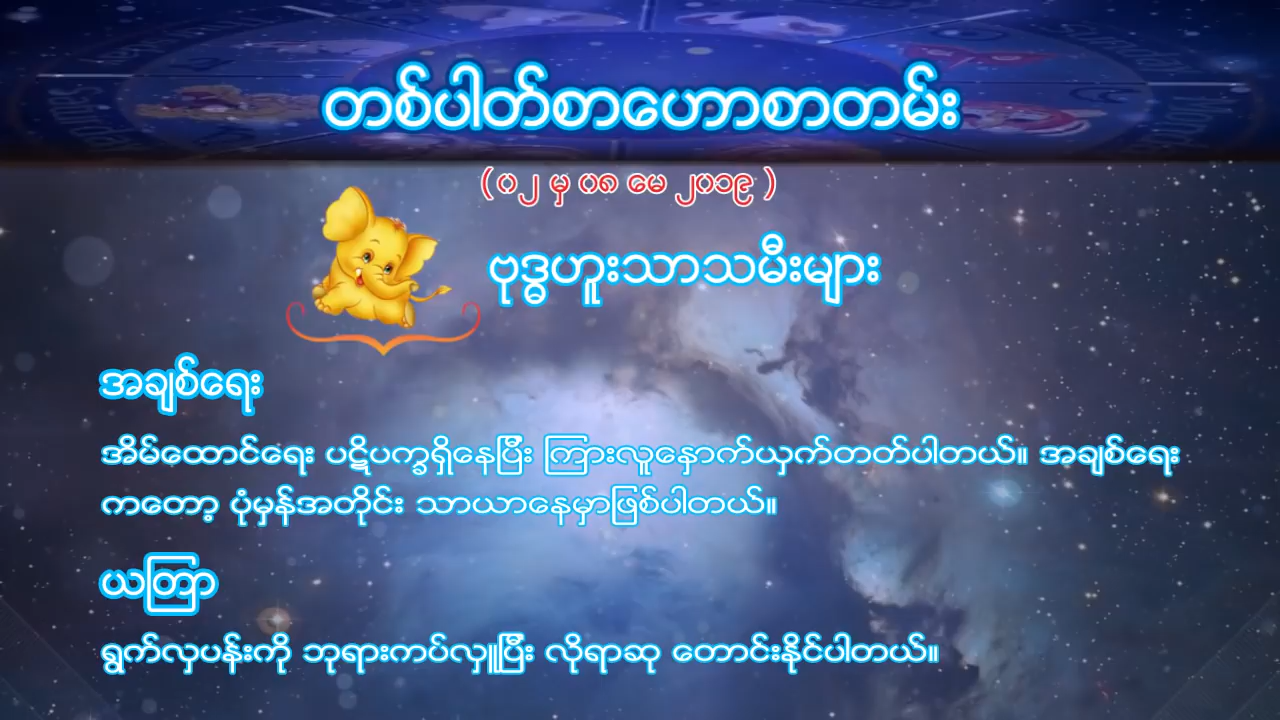 တစ်ပါတ်စာဟောစာတမ်း
( ၀၂ မှ ၀၈ မေ ၂၀၁၉ )
ဗုဒ္ဓဟူးသာသမီးများ
အချစ်ရေး
အိမ်ထောင်ရေး ပဋိပက္ခရှိနေပြီး ကြားလူနှောက်ယှက်တတ်ပါတယ်။ အချစ်ရေး
ကတော့ ပုံမှန်အတိုင်း သာယာနေမှာဖြစ်ပါတယ်။
ယတြာ
ရွက်လှပန်းကို ဘုရားကပ်လှူပြီး လိုရာဆု တောင်းနိုင်ပါတယ်။